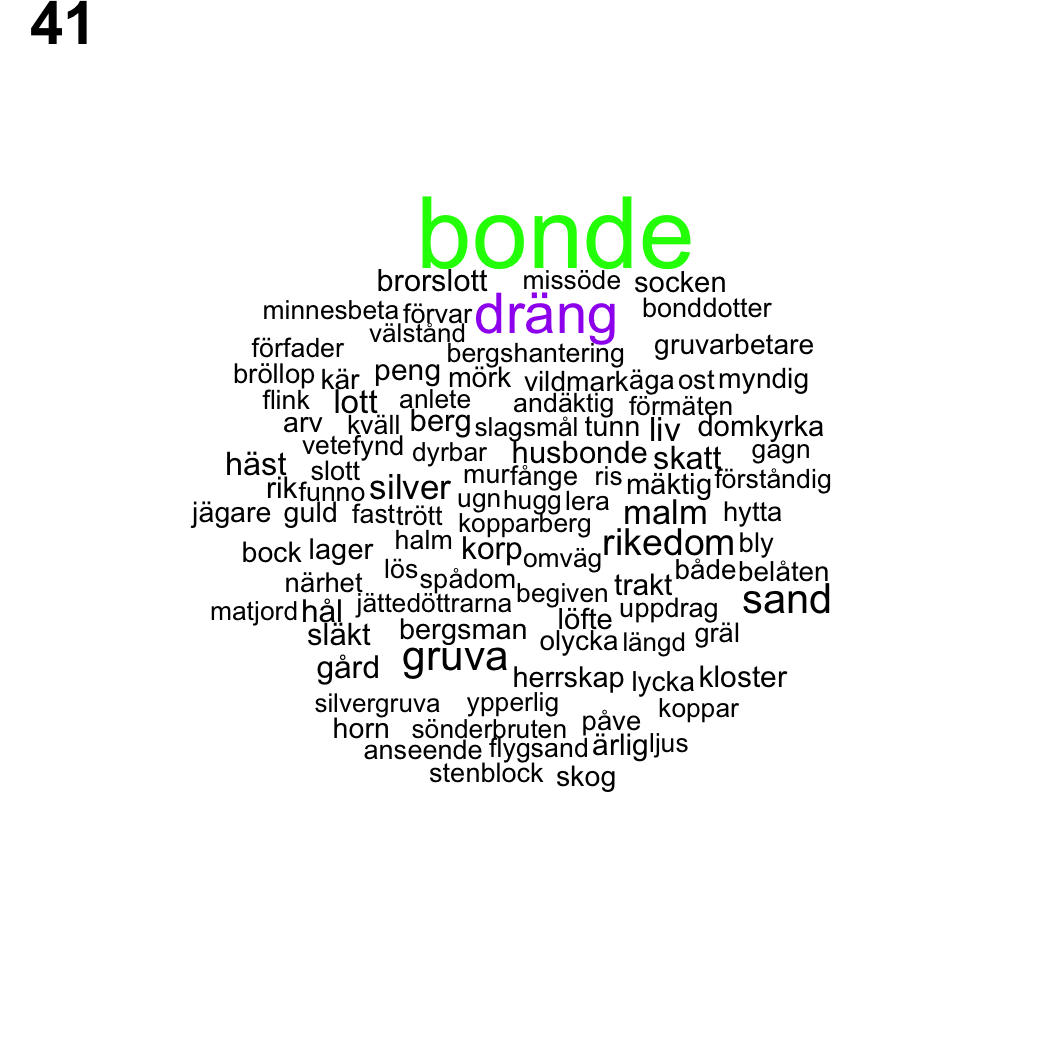 41
bonde
brorslott missöde socken
minnesbeta förvar dräng bonddotter
välstånd
förfader bergshantering gruvarbetare
bröllop kär peng mörk vildmark äga ost myndig
flink lott anlete andäktig förmäten
arv kväll berg slagsmål tunn liv domkyrka
vetefynd dyrbar husbonde skatt gagn
häst slott mur fånge ris mäktig förståndig
rik funno silver ugn hugg lera
jägare guld fast trött kopparberg malm hytta
bock lager halm korp omväg rikedom bly
närhet lös spådom begiven trakt både belåten
matjord hål jättedöttrarna löfte uppdrag sand
släkt bergsman olycka längd gräl
gård gruva herrskap lycka kloster
silvergruva ypperlig koppar
horn sönderbruten påve
anseende flygsand ärlig ljus
stenblock skog